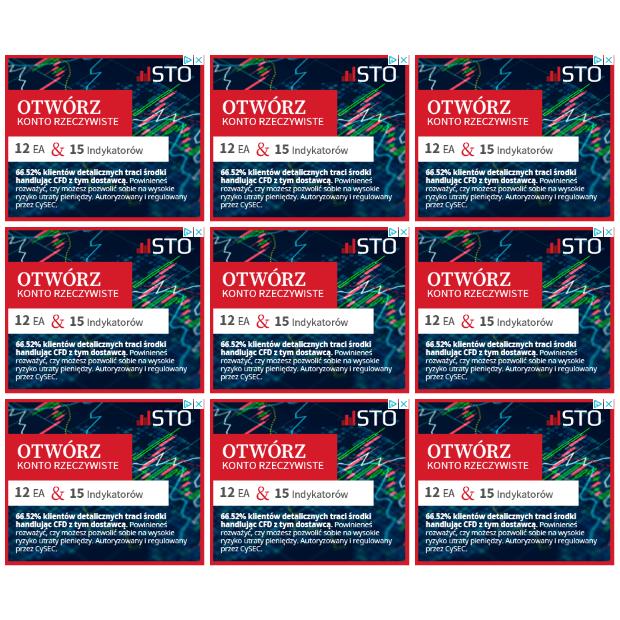 STO
STO
STO
OTWÓRZ
KONTO RZECZYWISTE
12 EA & 15 Indykatorów
66.52% klientów detalicznych traci środki
handlując CFD z tym dostawcą. Powinieneś
rozważyć, czy możesz pozwolić sobie na wysokie
ryzyko utraty pieniędzy. Autoryzowany i regulowany
przez CySEC.
OTWÓRZ
KONTO RZECZYWISTE
12 EA & 15 Indykatorów
66.52% klientów detalicznych traci środki
handlując CFD z tym dostawcą. Powinieneś
rozważyć, czy możesz pozwolić sobie na wysokie
ryzyko utraty pieniędzy. Autoryzowany i regulowany
przez CySEC.
OTWÓRZ
KONTO RZECZYWISTE
12 EA & 15 Indykatorów
66.52% klientów detalicznych traci środki
handlując CFD z tym dostawcą. Powinieneś
rozważyć, czy możesz pozwolić sobie na wysokie
ryzyko utraty pieniędzy. Autoryzowany i regulowany
przez CySEC.
STO
STO
STO
OTWÓRZ
KONTO RZECZYWISTE
12 EA & 15 Indykatorów
66.52% klientów detalicznych traci środki
handlując CFD z tym dostawcą. Powinieneś
rozważyć, czy możesz pozwolić sobie na wysokie
ryzyko utraty pieniędzy. Autoryzowany i regulowany
przez CySEC.
OTWÓRZ
KONTO RZECZYWISTE
12 EA & 15 Indykatorów
66.52% klientów detalicznych traci środki
handlując CFD z tym dostawcą. Powinieneś
rozważyć, czy możesz pozwolić sobie na wysokie
ryzyko utraty pieniędzy. Autoryzowany i regulowany
przez CySEC.
OTWÓRZ
KONTO RZECZYWISTE
12 EA & 15 Indykatorów
66.52% klientów detalicznych traci środki
handlując CFD z tym dostawcą. Powinieneś
rozważyć, czy możesz pozwolić sobie na wysokie
ryzyko utraty pieniędzy. Autoryzowany i regulowany
przez CySEC.
STO
STO
STO
OTWÓRZ
KONTO RZECZYWISTE
12 EA & 15 Indykatorów
66.52% klientów detalicznych traci środki
handlując CFD z tym dostawcą. Powinieneś
rozważyć, czy możesz pozwolić sobie na wysokie
ryzyko utraty pieniędzy. Autoryzowany i regulowany
przez CySEC.
OTWÓRZ
KONTO RZECZYWISTE
12 EA & 15 Indykatorów
66.52% klientów detalicznych traci środki
handlując CFD z tym dostawcą. Powinieneś
rozważyć, czy możesz pozwolić sobie na wysokie
ryzyko utraty pieniędzy. Autoryzowany i regulowany
przez CySEC.
OTWÓRZ
KONTO RZECZYWISTE
12 EA & 15 Indykatorów
66.52% klientów detalicznych traci środki
handlując CFD z tym dostawcą. Powinieneś
rozważyć, czy możesz pozwolić sobie na wysokie
ryzyko utraty pieniędzy. Autoryzowany i regulowany
przez CySEC.